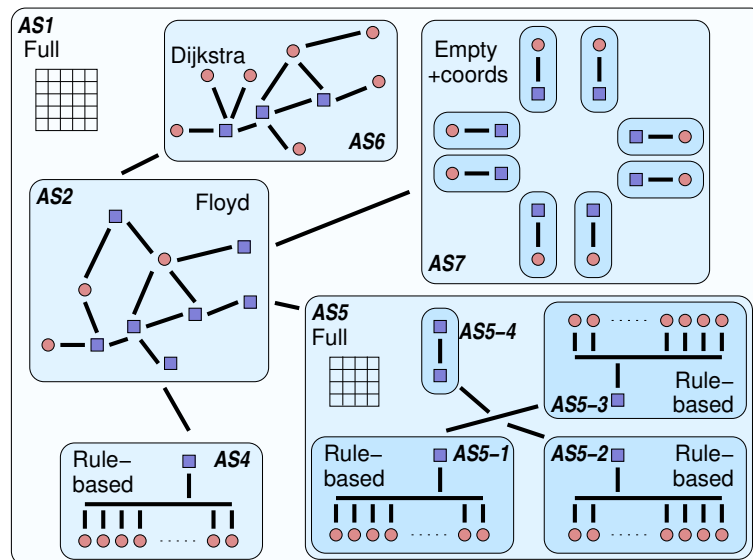 AS1
Full
Dijkstra
AS6
Empty
+coords
AS7
AS2
Floyd
AS5
Full
AS5−4
Rule−
based
AS5−3
Rule−
based
AS4
Rule−
based
AS5−1
AS5−2
Rule−
based